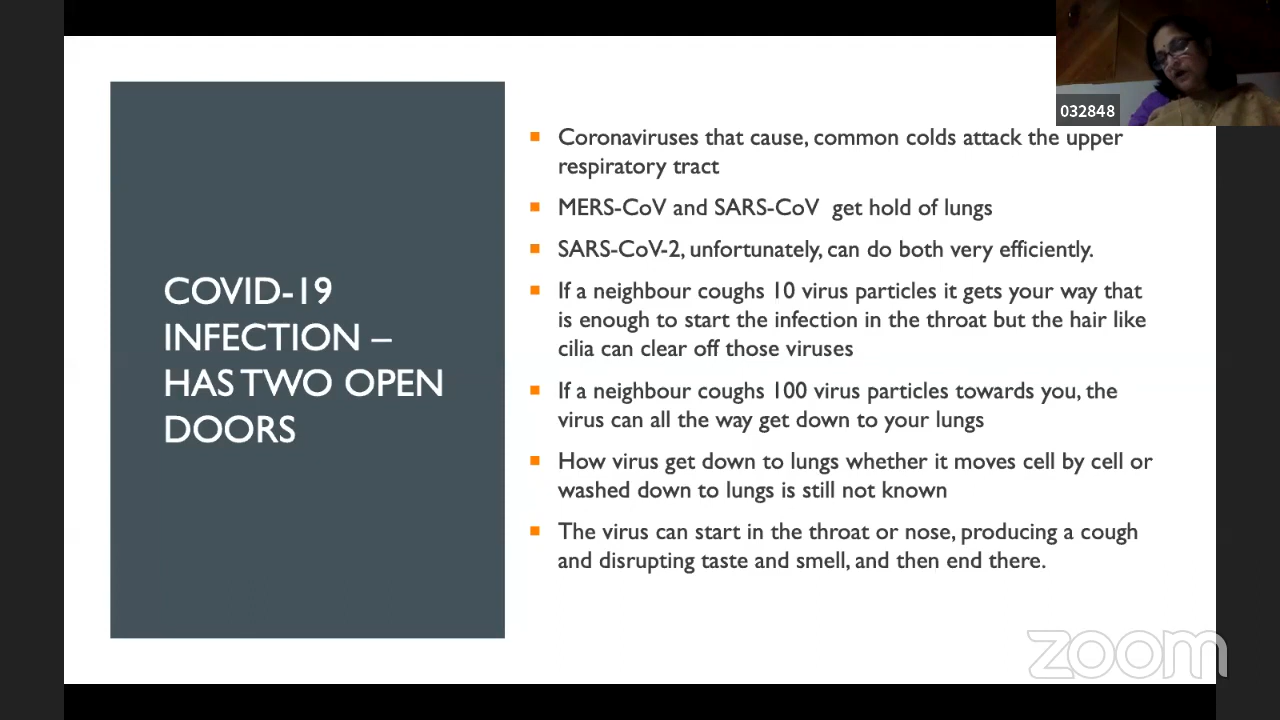 032848
COVID-19
INFECTION –
HAS TWO OPEN
DOORS
Coronaviruses that cause, common colds attack the upper
respiratory tract
MERS-CoV and SARS-CoV get hold of lungs
SARS-CoV-2, unfortunately, can do both very efficiently.
If a neighbour coughs 10 virus particles it gets your way that
is enough to start the infection in the throat but the hair like
cilia can clear off those viruses
If a neighbour coughs 100 virus particles towards you, the
virus can all the way get down to your lungs
How virus get down to lungs whether it moves cell by cell or
washed down to lungs is still not known
The virus can start in the throat or nose, producing a cough
and disrupting taste and smell, and then end there.
zoom